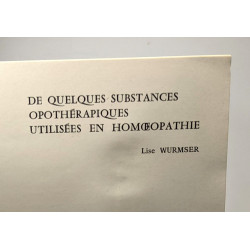 DE QUELQUES SUBSTANCES
OPOTHÉRAPIQUES
UTILISÉES EN HOMŒOPATHIE
Lise WURMSER